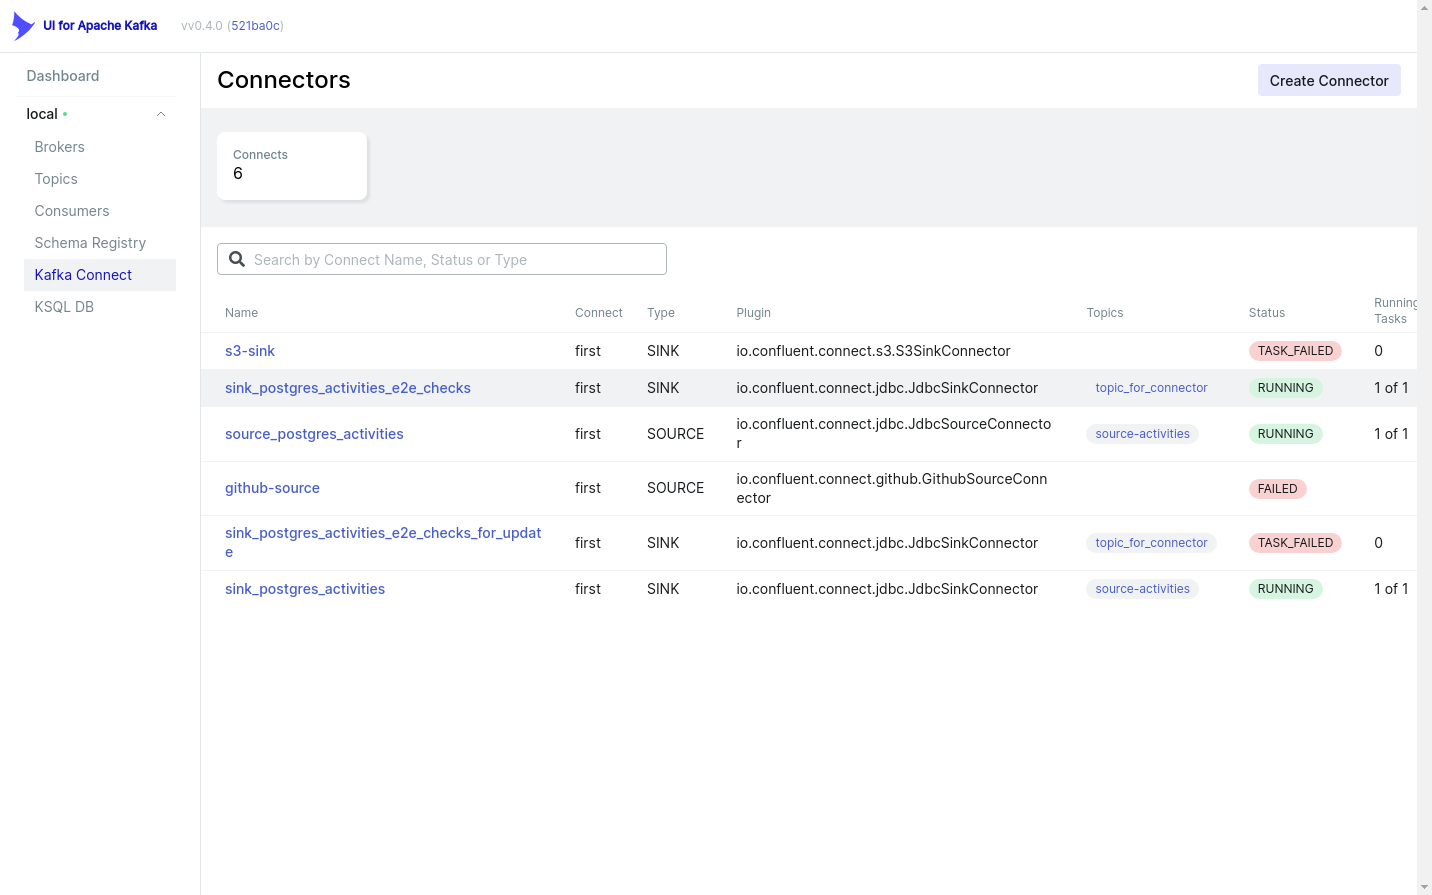 UI for Apache Kafka vv0.4.0 (521ba0c)
Dashboard
local
Brokers
Topics
Consumers
Schema Registry
Kafka Connect
KSQL DB
Connectors
Create Connector
Connects
6
Search by Connect Name, Status or Type
Name Connect Type Plugin Topics Status Running
Tasks
s3-sink first SINK io.confluent.connect.s3.S3SinkConnector TASK_FAILED 0
sink_postgres_activities_e2e_checks first SINK io.confluent.connect.jdbc.JdbcSinkConnector topic_for_connector RUNNING 1 of 1
source_postgres_activities first SOURCE io.confluent.connect.jdbc.JdbcSourceConnecto
r source-activities RUNNING 1 of 1
github-source first SOURCE io.confluent.connect.github.GithubSourceConn
ector FAILED
sink_postgres_activities_e2e_checks_for_updat
e first SINK io.confluent.connect.jdbc.JdbcSinkConnector topic_for_connector TASK_FAILED 0
sink_postgres_activities first SINK io.confluent.connect.jdbc.JdbcSinkConnector source-activities RUNNING 1 of 1